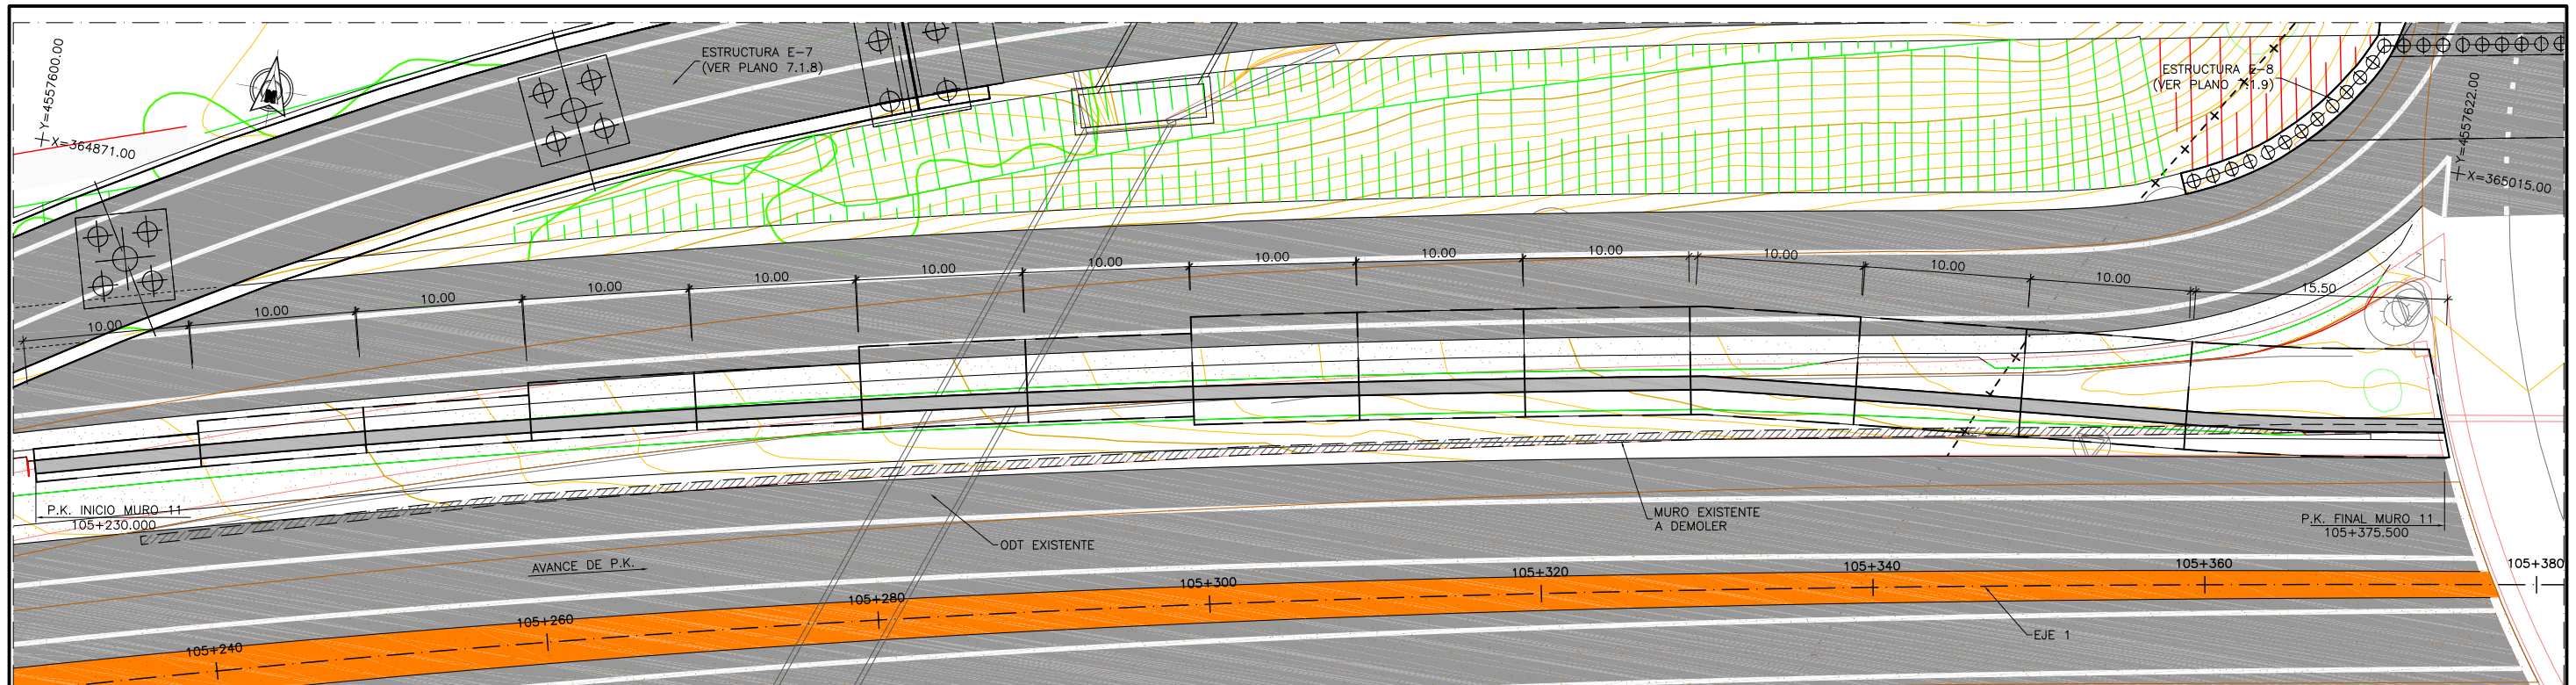 Y=4557600.00
X=364871.00
N
ESTRUCTURA E-7
(VER PLANO 7.1.8)
ESTRUCTURA E-8
(VER PLANO 7.1.9)
Y=4557622.00
X=365015.00
10.00
10.00
10.00
10.00
10.00
10.00
10.00
10.00
10.00
10.00
10.00
10.00
10.00
15.50
P.K. INICIO MURO 11
105+230.000
MURO EXISTENTE
A DEMOLER
P.K. FINAL MURO 11
105+375.500
ODT EXISTENTE
AVANCE DE P.K.
105+240
105+260
105+280
105+300
105+320
105+340
105+360
105+380
EJE 1